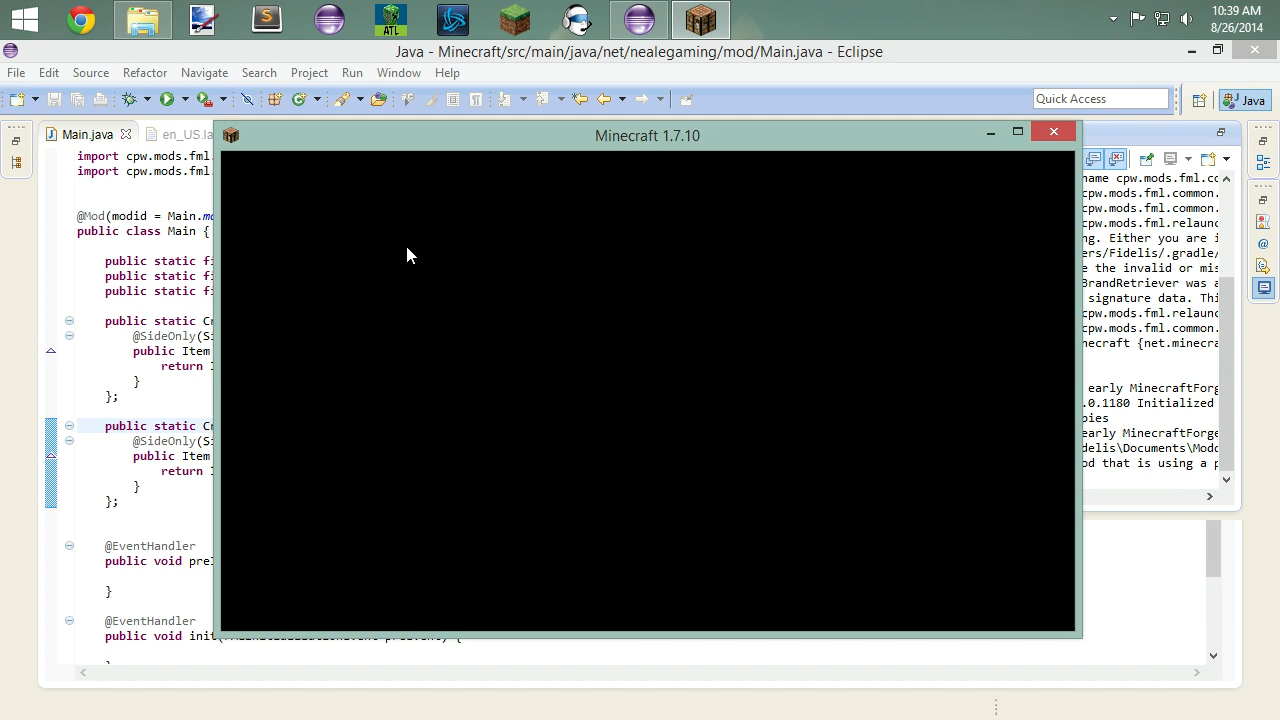 ATL
10:39 AM
8/26/2014
Java - Minecraft/src/main/java/net/nealegaming/mod/Main.java - Eclipse
File Edit Source Refactor Navigate Search Project Run Window Help
Quick Access
Java
Main.java
en_US.la
Minecraft 1.7.10
import cpw.mods.fml.
import cpw.mods.fml.
@Mod(modid = Main.mo
public class Main {
public static fi
public static fi
public static fi
public static Cr
@SideOnly(Si
public Item
return I
}
};
public static Cr
@SideOnly(Si
public Item
return I
}
};
@EventHandler
public void preI
}
@EventHandler
public void init
name cpw.mods.fml.co
cpw.mods.fml.common.
cpw.mods.fml.common.
cpw.mods.fml.relaunc
ng. Either you are i
ers/Fidelis/.gradle/
e the invalid or mis
BrandRetriever was a
signature data. Thi
cpw.mods.fml.relaunc
cpw.mods.fml.common.
necraft {net.minecra
early MinecraftForge
.0.1180 Initialized
pies
early MinecraftForge
delis\Documents\Modd
od that is using a p